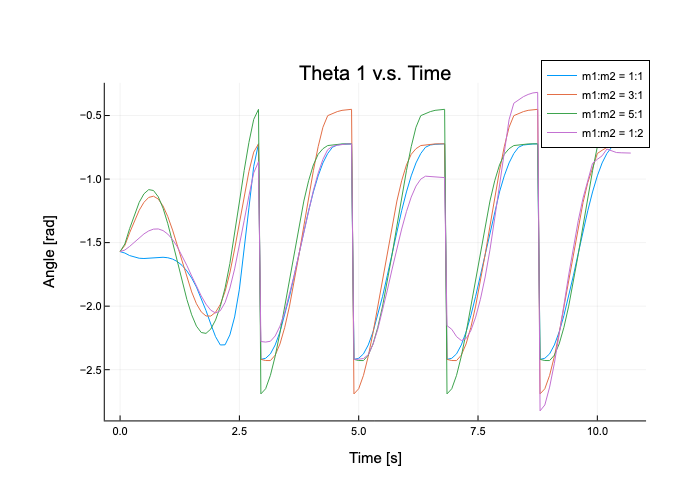 Theta 1 v.s. Time
m1:m2 = 1:1
m1:m2 = 3:1
m1:m2 = 5:1
m1:m2 = 1:2
−0.5
−1.0
−1.5
−2.0
−2.5
Angle [rad]
0.0 2.5 5.0 7.5 10.0
Time [s]